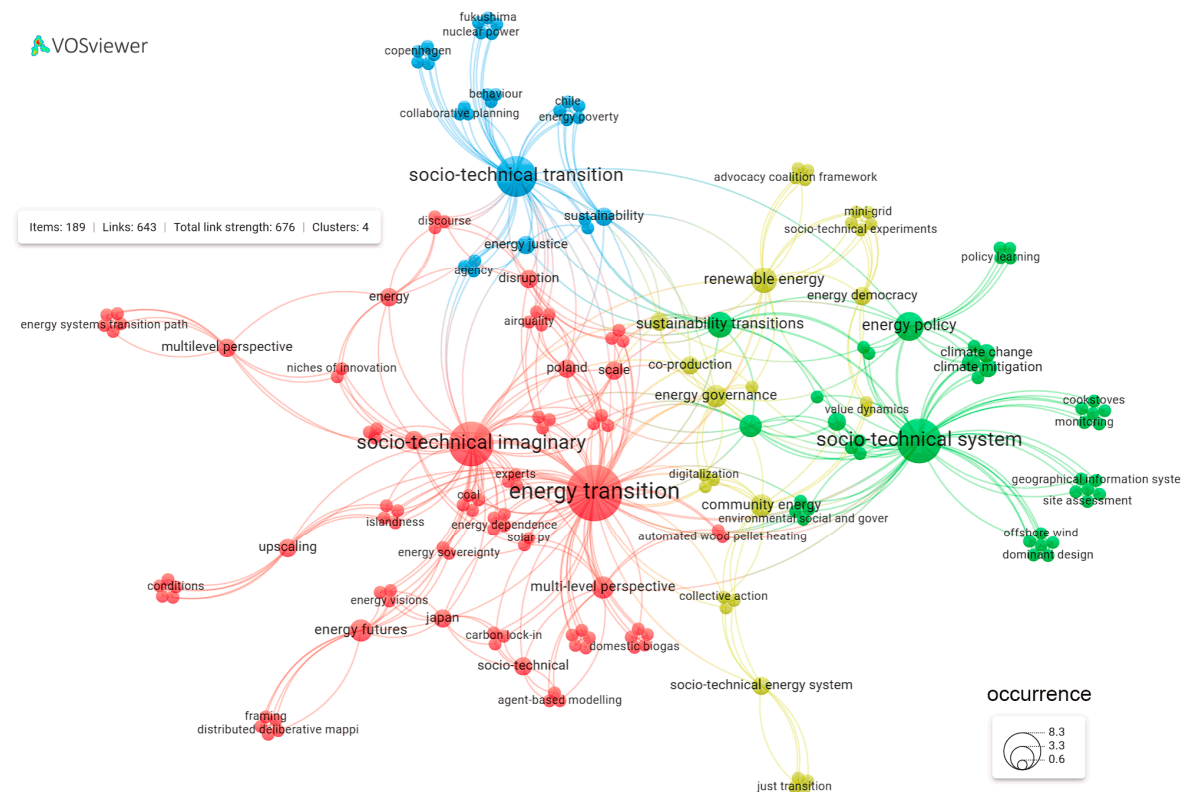 fukushima
nuclear power
VOSviewer
copenhagen
behaviour
chile
collaborative planning
energy poverty
socio-technical transition
advocacy coalition framework
mini-grid
socio-technical experiments
discourse
sustainability
Items: 189 | Links: 643 | Total link strength: 676 | Clusters: 4
energy justice
policy learning
agency
disruption
renewable energy
energy
energy democracy
energy systems transition path
airquality
sustainability transitions
energy policy
multilevel perspective
climate change
niches of innovation
poland
scale
co-production
climate mitigation
energy governance
cookstoves
value dynamics
monitoring
socio-technical imaginary
socio-technical system
experts
digitalization
geographical information syste
energy transition
coal
site assessment
community energy
islandness
energy dependence
environmental social and gover
solar pv
automated wood pellet heating
offshore wind
upscaling
energy sovereignty
dominant design
conditions
multi-level perspective
energy visions
collective action
japan
energy futures
carbon lock-in
domestic biogas
socio-technical
socio-technical energy system
occurrence
agent-based modelling
framing
distributed deliberative mappi
8.3
3.3
0.6
just transition